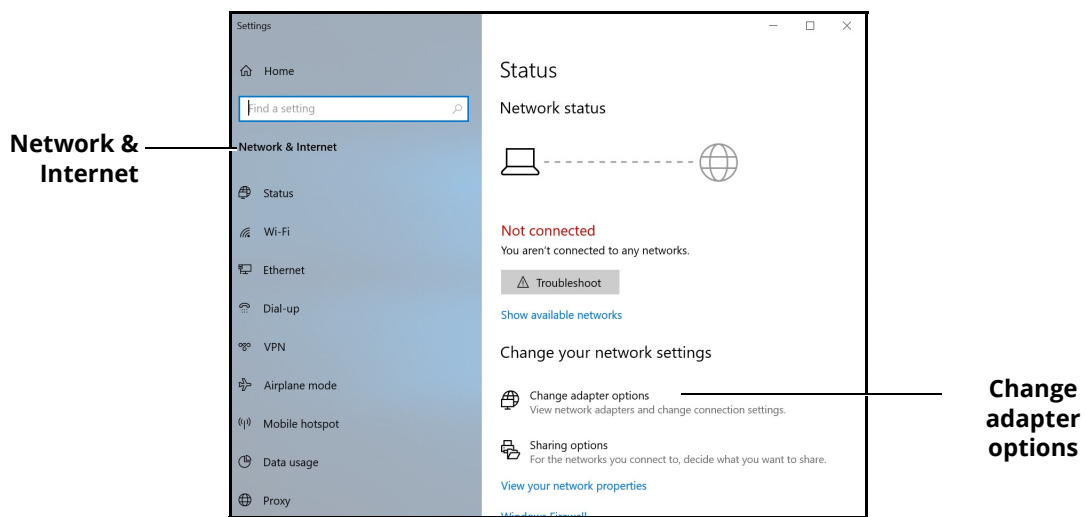 Settings
Home
Find a setting
Network & Internet
Status
Wi-Fi
Ethernet
Dial-up
VPN
Airplane mode
Mobile hotspot
Data usage
Proxy
Status
Network status
Not connected
You aren't connected to any networks.
Troubleshoot
Show available networks
Change your network settings
Change adapter options
View network adapters and change connection settings.
Sharing options
For the networks you connect to, decide what you want to share.
View your network properties
Windows Firewall
Network &
Internet
Change
adapter
options